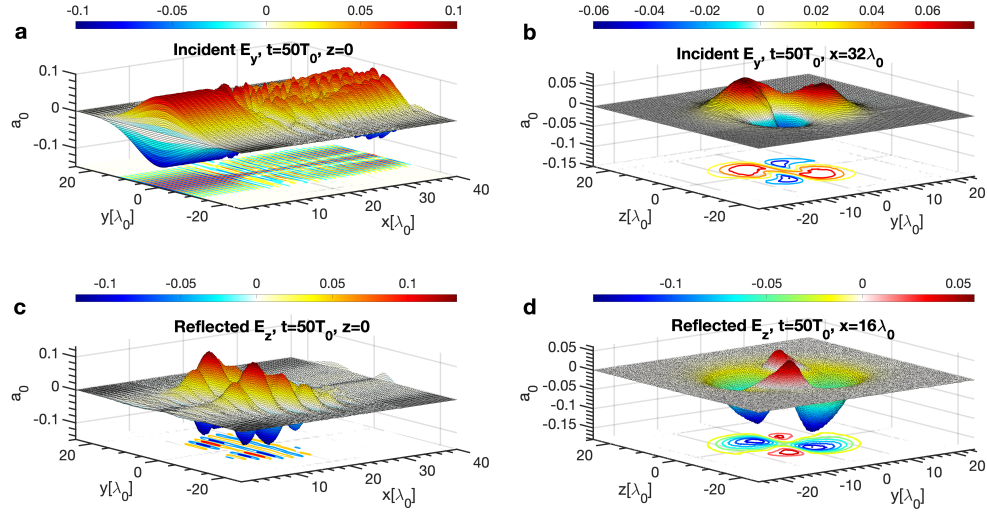 -0.1 -0.05 0 0.05 0.1
a
Incident E_y, t=50T_0, z=0
0.1
0
-0.1
a_0
20
0
-20
y[λ_0]
10
20
30
40
x[λ_0]
-0.06 -0.04 -0.02 0 0.02 0.04 0.06
b
Incident E_y, t=50T_0, x=32λ_0
0.05
0
-0.05
-0.1
-0.15
a_0
20
0
-20
z[λ_0]
-20
-10
0
10
20
y[λ_0]
-0.1 -0.05 0 0.05 0.1
c
Reflected E_z, t=50T_0, z=0
0.1
0
-0.1
a_0
20
0
-20
y[λ_0]
10
20
30
40
x[λ_0]
-0.1 -0.05 0 0.05
d
Reflected E_z, t=50T_0, x=16λ_0
0.05
0
-0.05
-0.1
-0.15
a_0
20
0
-20
z[λ_0]
-20
-10
0
10
20
y[λ_0]